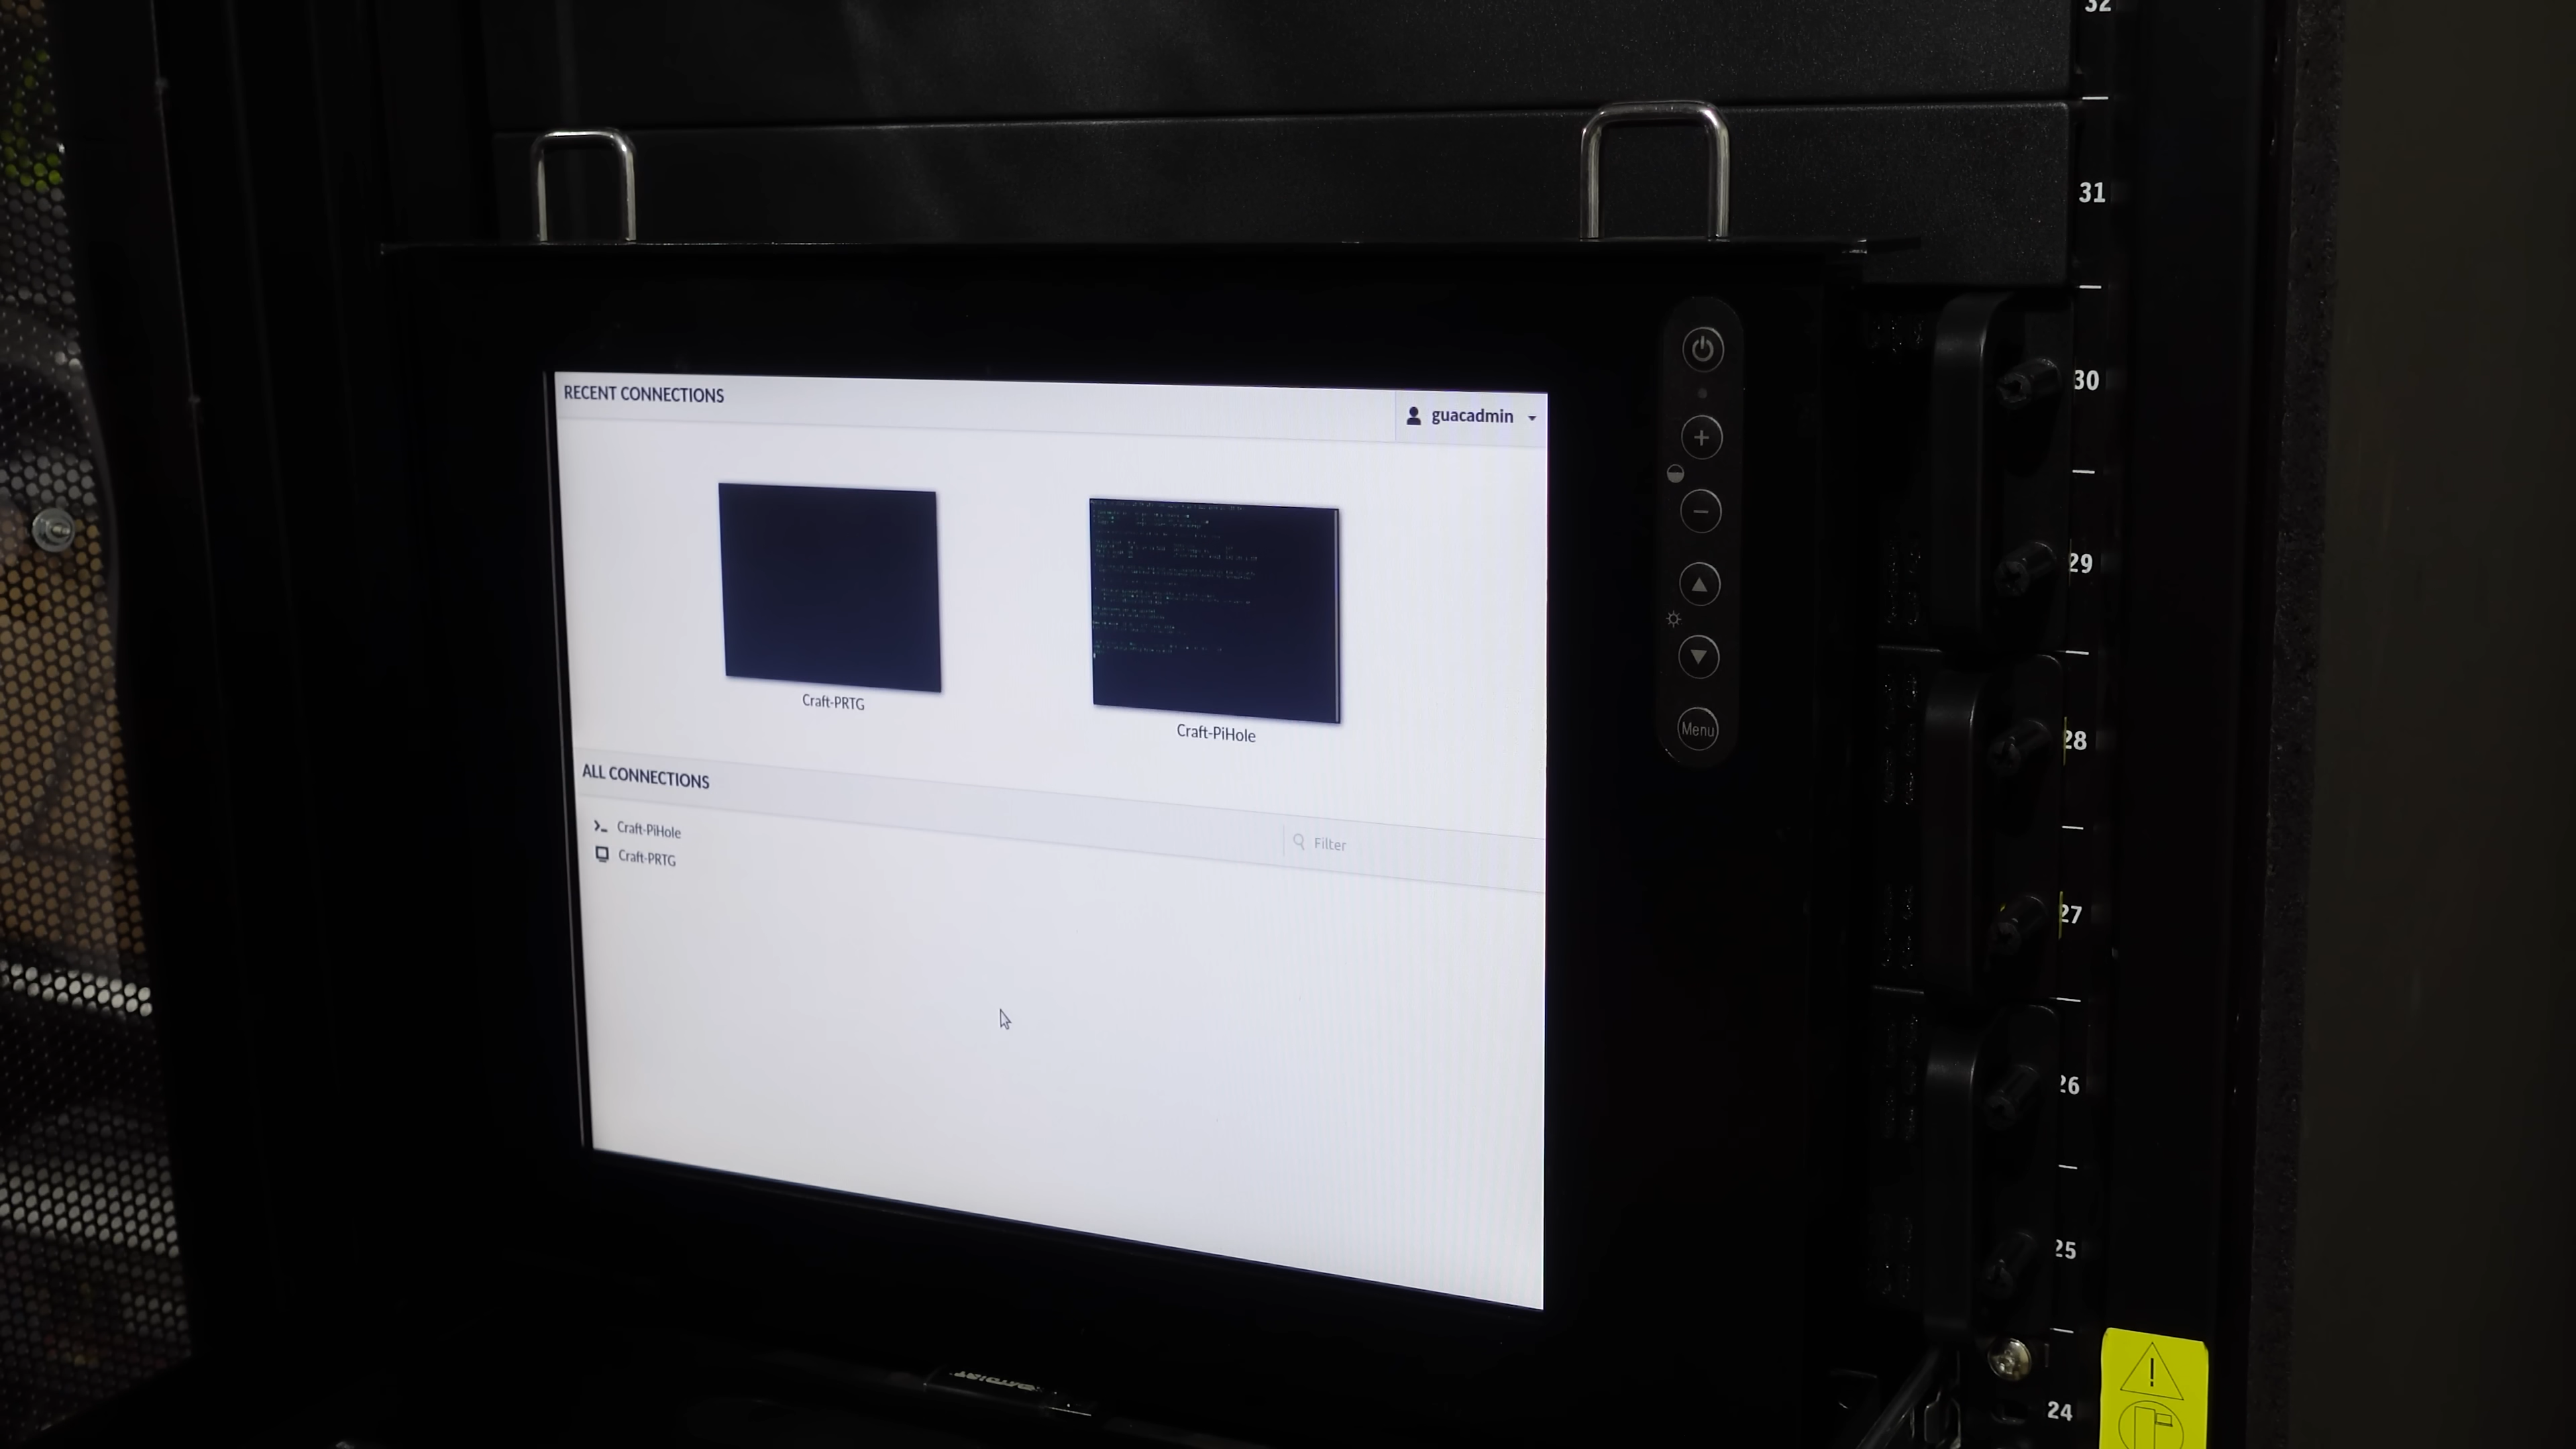 32
31
RECENT CONNECTIONS
guacadmin
30
29
Craft-PRTG
Craft-PiHole
Menu
28
ALL CONNECTIONS
Craft-PiHole
Filter
Craft-PRTG
27
26
25
24